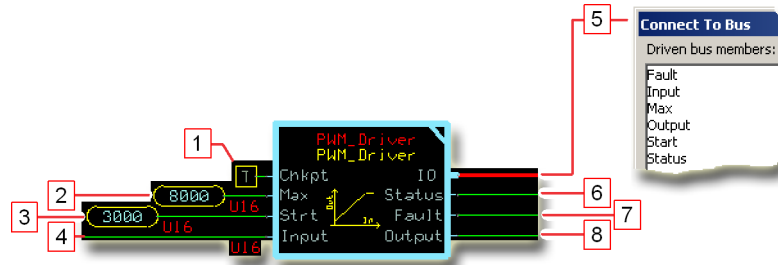 5
Connect To Bus
Driven bus members:
Fault
Input
Max
Output
Start
Status
1
PWM_Driver
PWM_Driver
T
Chkpt
IO
2
8000
Max
Status
6
U16
3
3000
Strt
Out
Fault
7
U16
In
4
Input
Output
8
U16